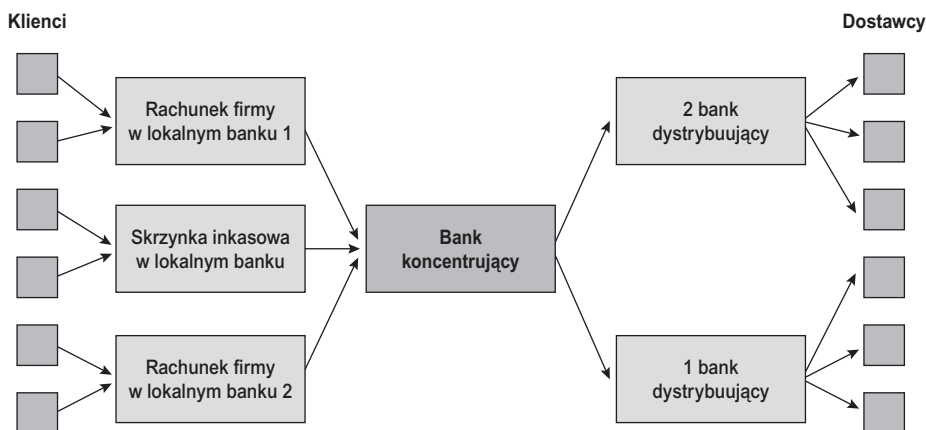 Klienci
Dostawcy
Rachunek firmy
w lokalnym banku 1
2 bank
dystrybuujący
Skrzynka inkasowa
w lokalnym banku
Bank
koncentrujący
Rachunek firmy
w lokalnym banku 2
1 bank
dystrybuujący